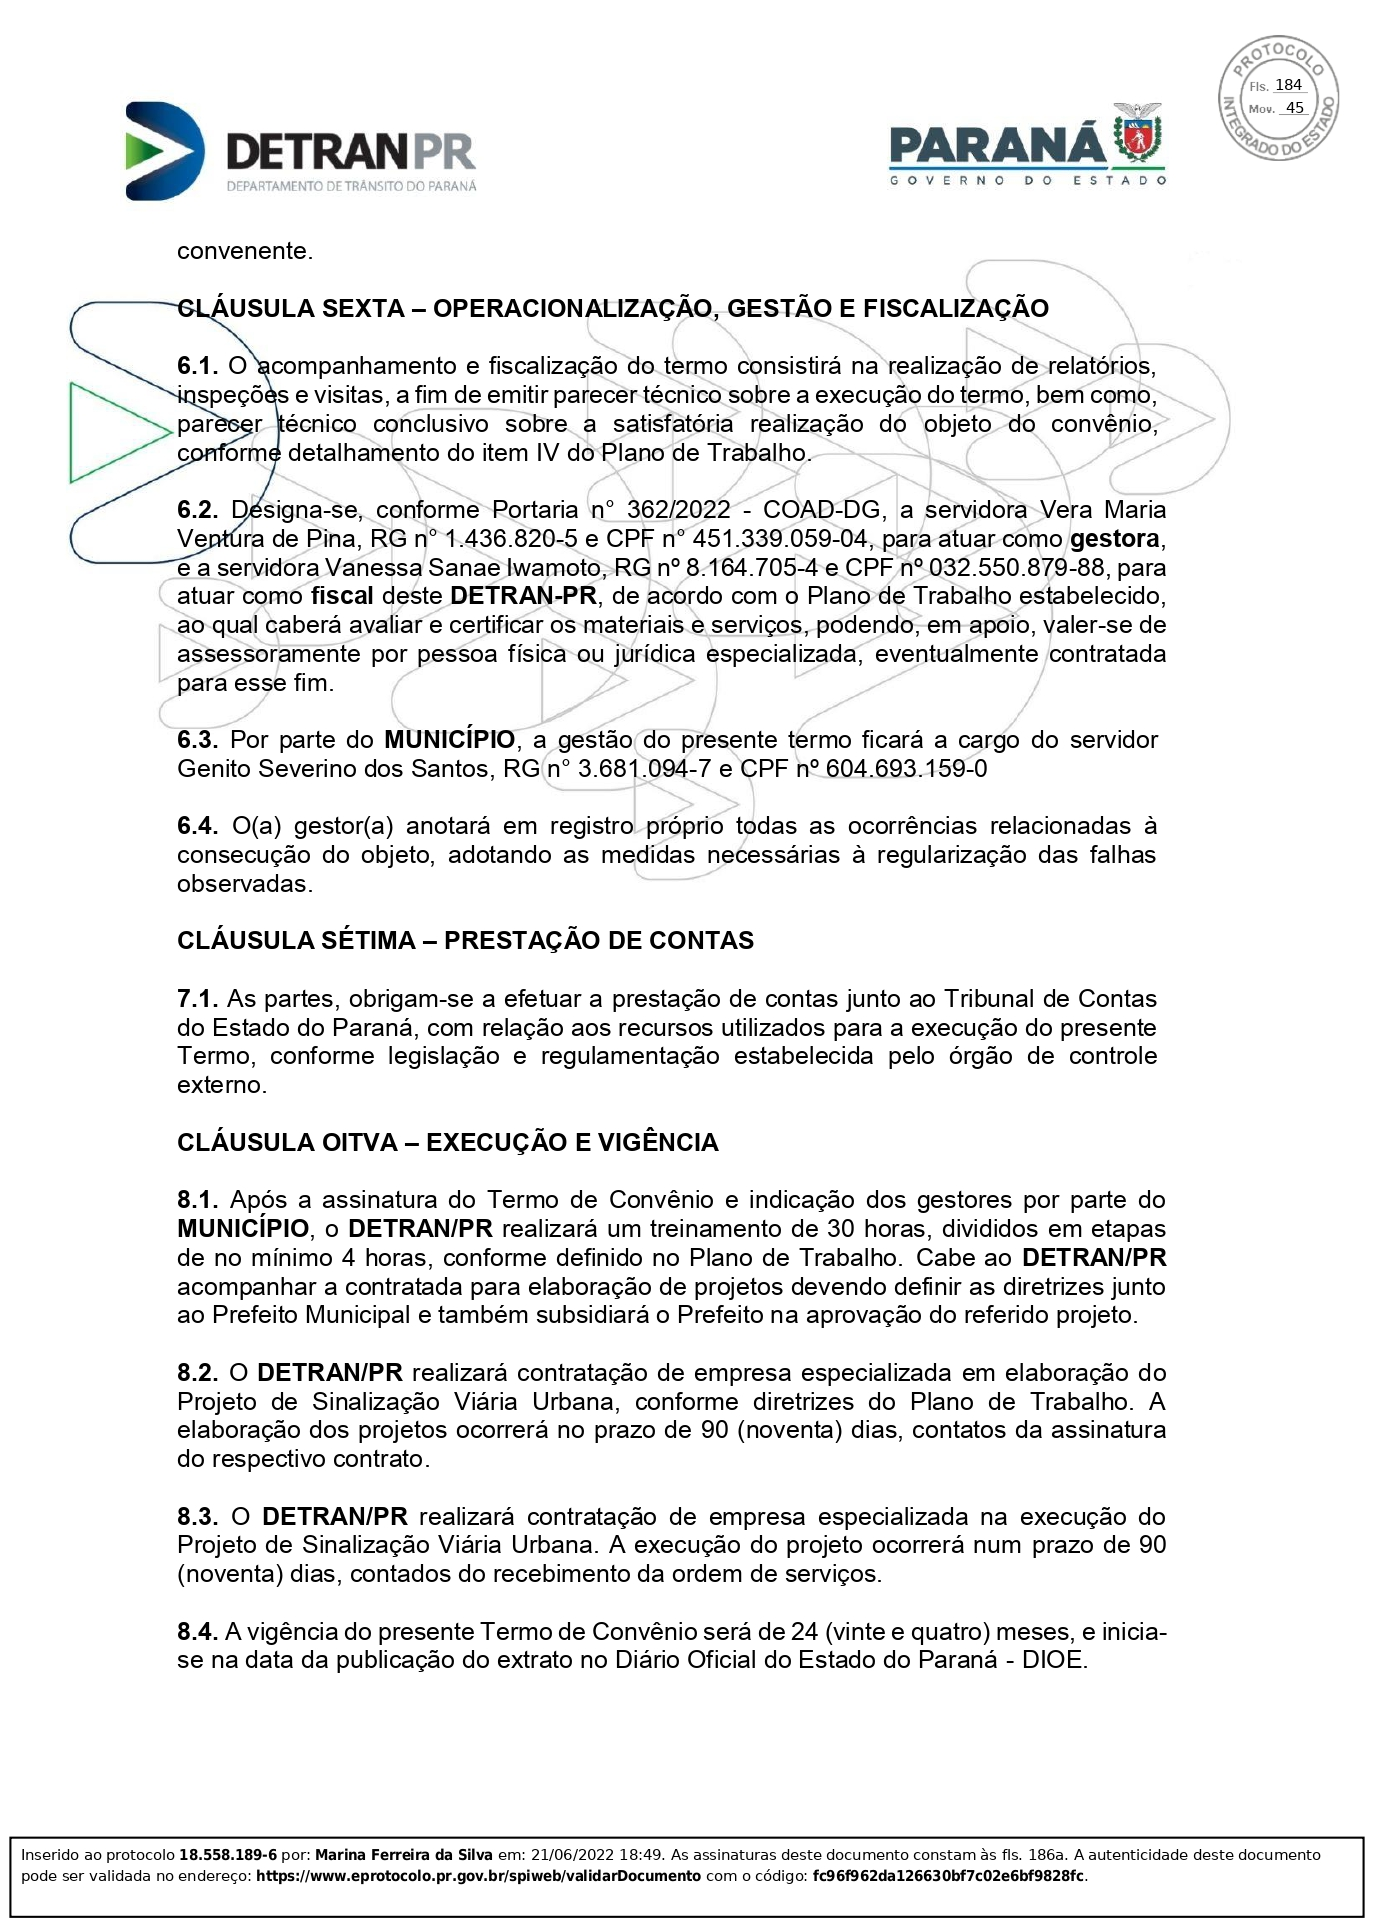 PROTOCOLO
INTEGRADO DO ESTADO
Fls. 184
Mov. 45
DETRANPR
DEPARTAMENTO DE TRÂNSITO DO PARANÁ
PARANÁ
GOVERNO DO ESTADO
convenente.
CLÁUSULA SEXTA – OPERACIONALIZAÇÃO, GESTÃO E FISCALIZAÇÃO
6.1. O acompanhamento e fiscalização do termo consistirá na realização de relatórios,
inspeções e visitas, a fim de emitir parecer técnico sobre a execução do termo, bem como,
parecer técnico conclusivo sobre a satisfatória realização do objeto do convênio,
conforme detalhamento do item IV do Plano de Trabalho.
6.2. Designa-se, conforme Portaria n° 362/2022 - COAD-DG, a servidora Vera Maria
Ventura de Pina, RG n° 1.436.820-5 e CPF n° 451.339.059-04, para atuar como gestora,
e a servidora Vanessa Sanae Iwamoto, RG nº 8.164.705-4 e CPF nº 032.550.879-88, para
atuar como fiscal deste DETRAN-PR, de acordo com o Plano de Trabalho estabelecido,
ao qual caberá avaliar e certificar os materiais e serviços, podendo, em apoio, valer-se de
assessoramente por pessoa física ou jurídica especializada, eventualmente contratada
para esse fim.
6.3. Por parte do MUNICÍPIO, a gestão do presente termo ficará a cargo do servidor
Genito Severino dos Santos, RG n° 3.681.094-7 e CPF nº 604.693.159-0
6.4. O(a) gestor(a) anotará em registro próprio todas as ocorrências relacionadas à
consecução do objeto, adotando as medidas necessárias à regularização das falhas
observadas.
CLÁUSULA SÉTIMA – PRESTAÇÃO DE CONTAS
7.1. As partes, obrigam-se a efetuar a prestação de contas junto ao Tribunal de Contas
do Estado do Paraná, com relação aos recursos utilizados para a execução do presente
Termo, conforme legislação e regulamentação estabelecida pelo órgão de controle
externo.
CLÁUSULA OITVA – EXECUÇÃO E VIGÊNCIA
8.1. Após a assinatura do Termo de Convênio e indicação dos gestores por parte do
MUNICÍPIO, o DETRAN/PR realizará um treinamento de 30 horas, divididos em etapas
de no mínimo 4 horas, conforme definido no Plano de Trabalho. Cabe ao DETRAN/PR
acompanhar a contratada para elaboração de projetos devendo definir as diretrizes junto
ao Prefeito Municipal e também subsidiará o Prefeito na aprovação do referido projeto.
8.2. O DETRAN/PR realizará contratação de empresa especializada em elaboração do
Projeto de Sinalização Viária Urbana, conforme diretrizes do Plano de Trabalho. A
elaboração dos projetos ocorrerá no prazo de 90 (noventa) dias, contatos da assinatura
do respectivo contrato.
8.3. O DETRAN/PR realizará contratação de empresa especializada na execução do
Projeto de Sinalização Viária Urbana. A execução do projeto ocorrerá num prazo de 90
(noventa) dias, contados do recebimento da ordem de serviços.
8.4. A vigência do presente Termo de Convênio será de 24 (vinte e quatro) meses, e inicia-
se na data da publicação do extrato no Diário Oficial do Estado do Paraná - DIOE.
Inserido ao protocolo 18.558.189-6 por: Marina Ferreira da Silva em: 21/06/2022 18:49. As assinaturas deste documento constam às fls. 186a. A autenticidade deste documento
pode ser validada no endereço: https://www.eprotocolo.pr.gov.br/spiweb/validarDocumento com o código: fc96f962da126630bf7c02e6bf9828fc.